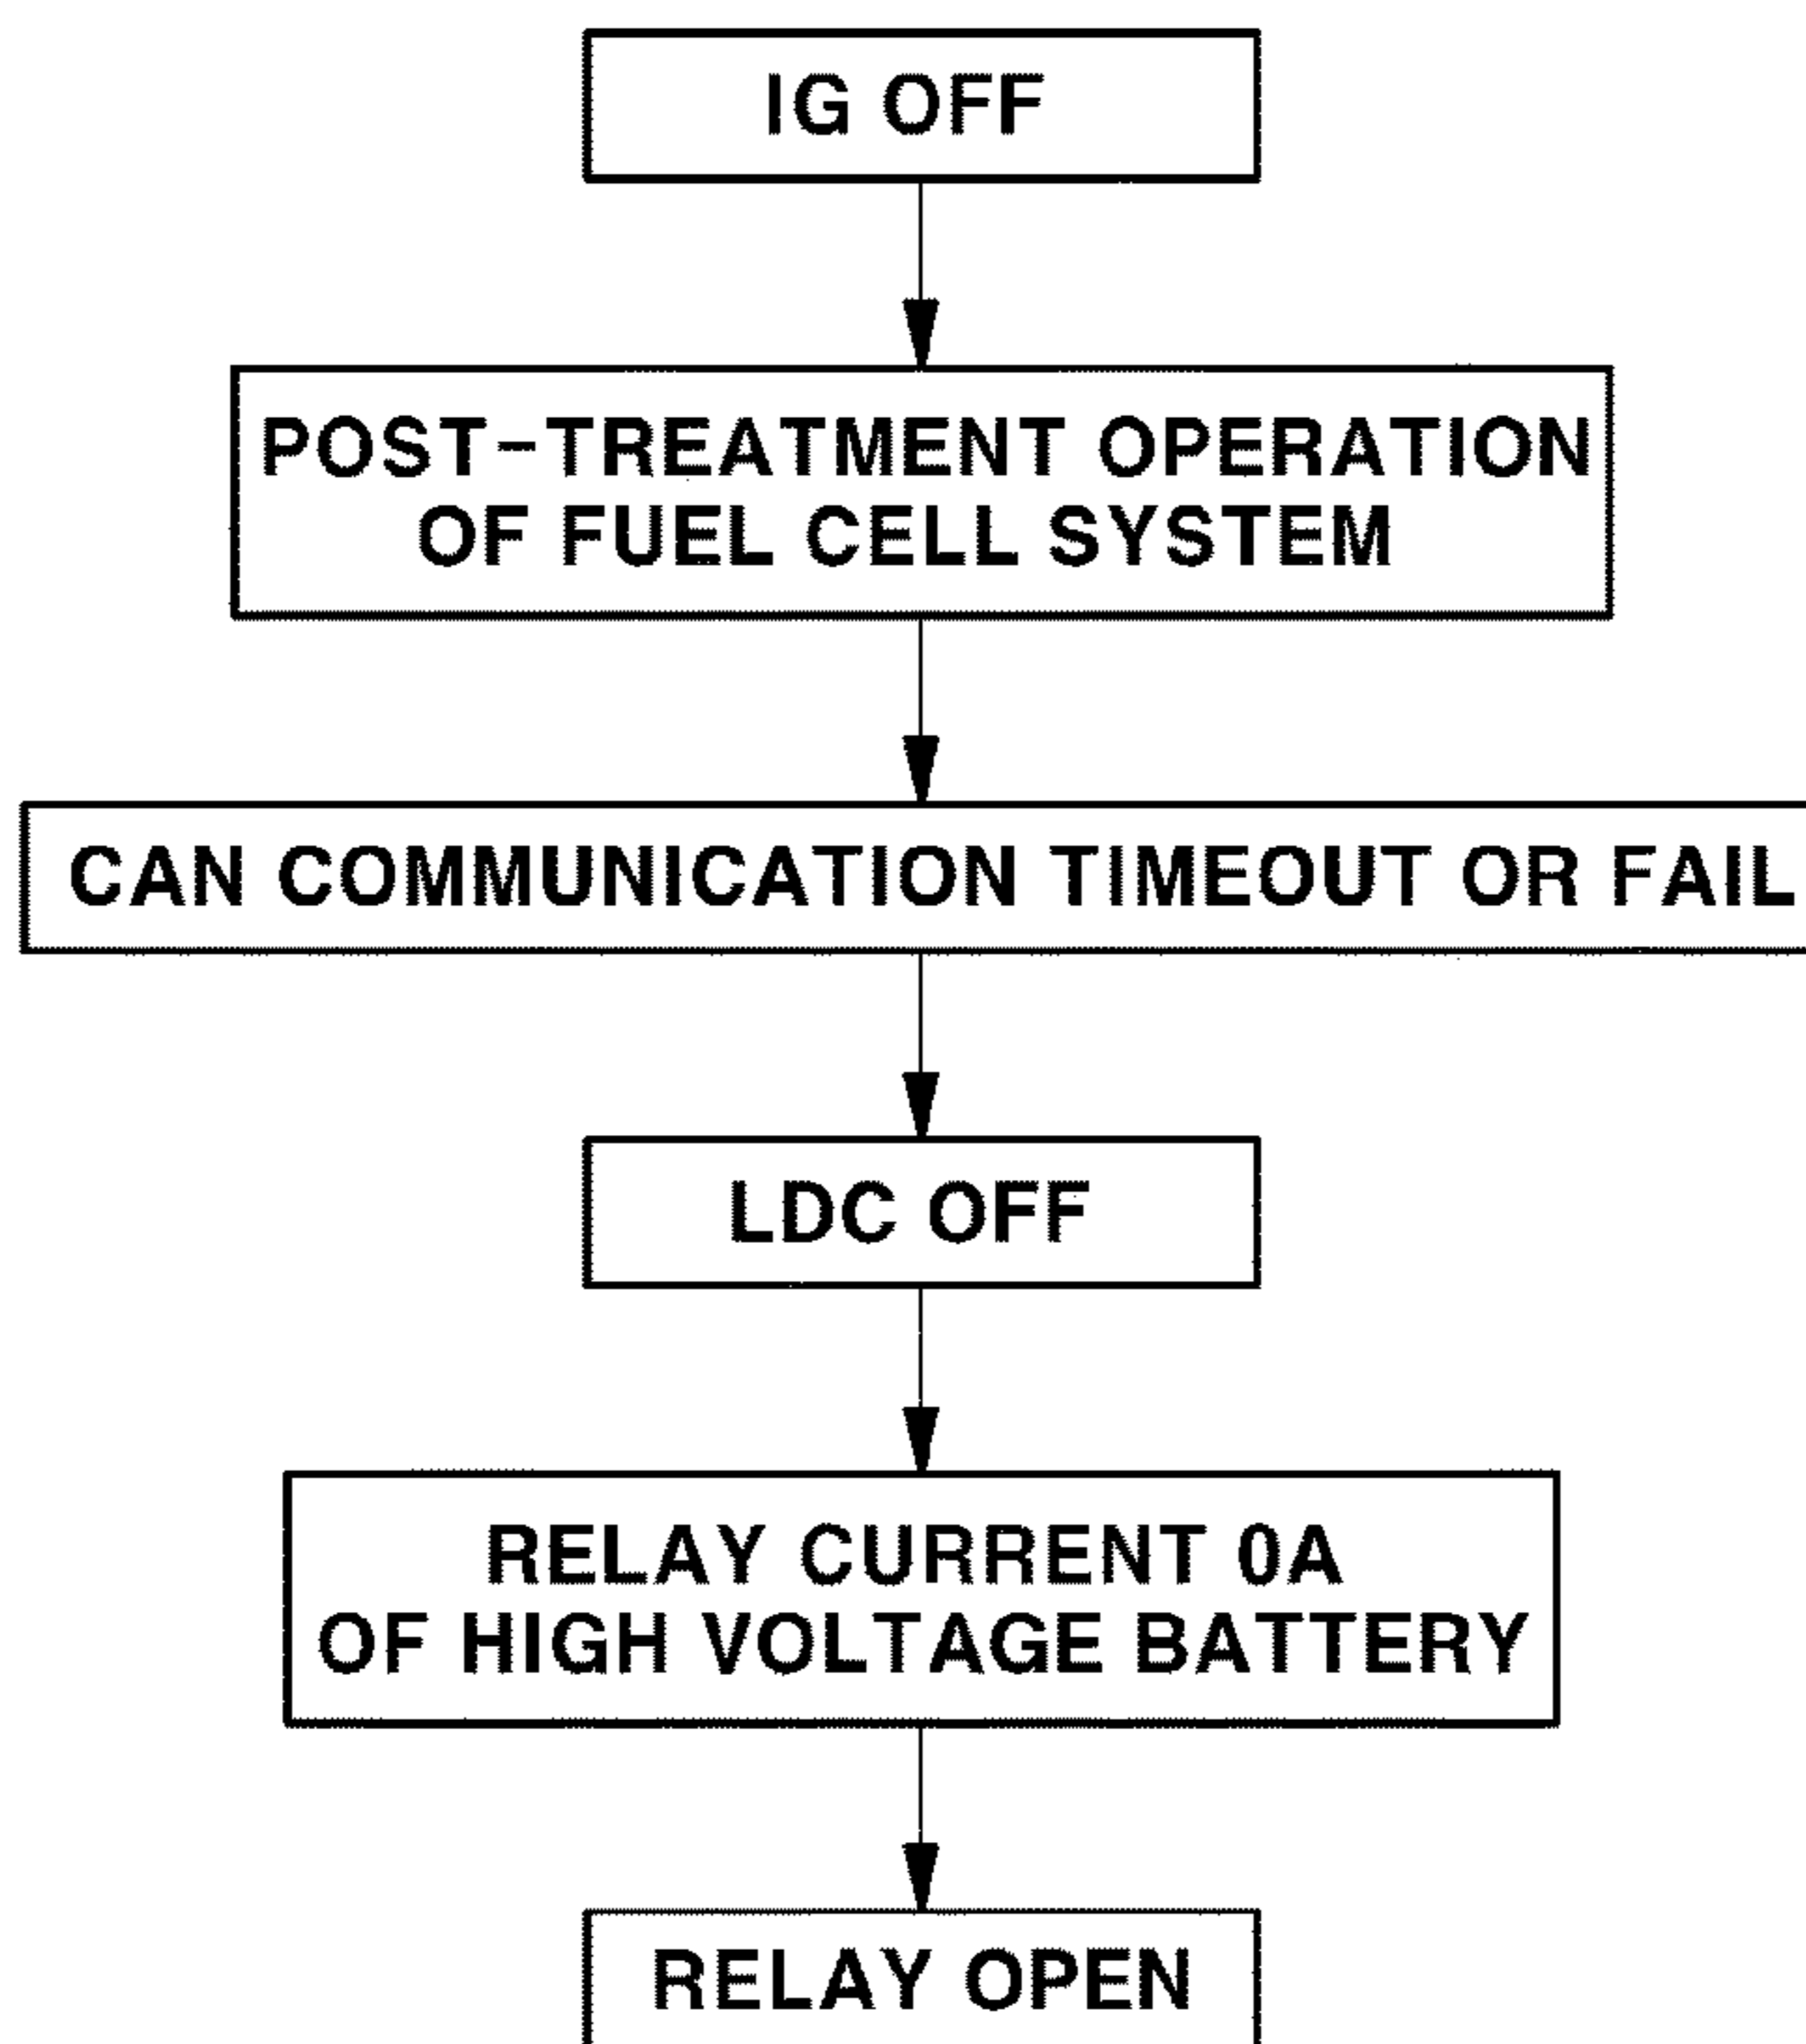 IG OFF
POST-TREATMENT OPERATION
OF FUEL CELL SYSTEM
CAN COMMUNICATION TIMEOUT OR FAIL
LDC OFF
RELAY CURRENT 0A
OF HIGH VOLTAGE BATTERY
RELAY OPEN